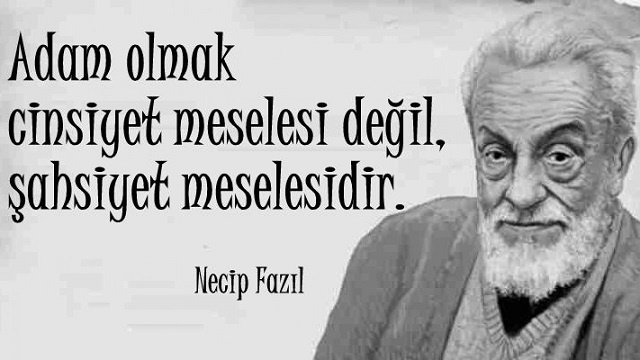 Adam olmak
cinsiyet meselesi değil,
şahsiyet meselesidir.
Necip Fazıl